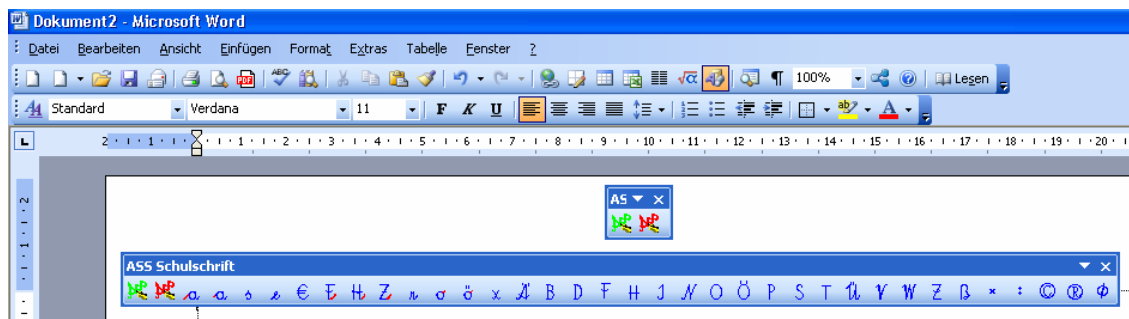 Dokument2 - Microsoft Word
Datei Bearbeiten Ansicht Einfügen Format Extras Tabelle Fenster ?
ABC 100% Lesen
Standard Verdana 11 F K U
2 1 1 2 3 4 5 6 7 8 9 10 11 12 13 14 15 16 17 18 19 20
AS
ASS Schulschrift
a a s e € E H Z n o ö x Ä B D F H J N O Ö P S T Ü V W Z ß × : © ®